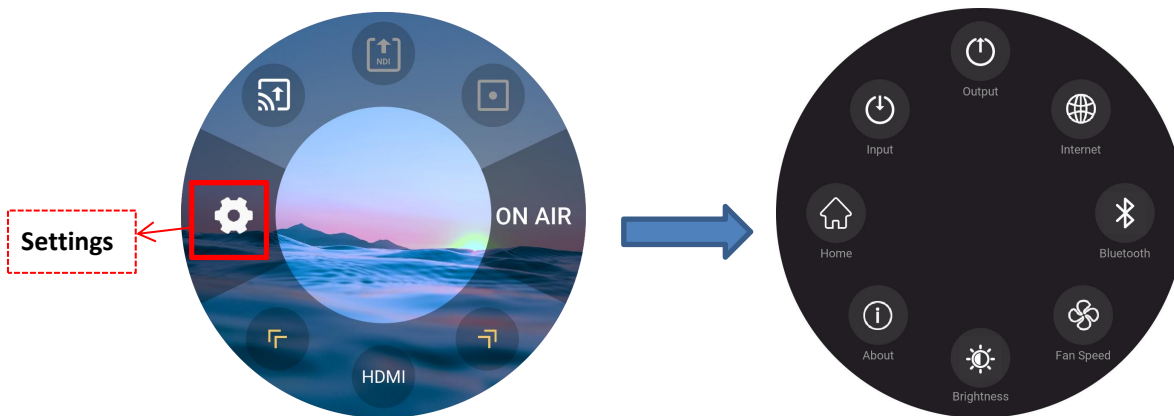 NDI
Settings
ON AIR
HDMI
Output
Input
Internet
Home
Bluetooth
About
Fan Speed
Brightness